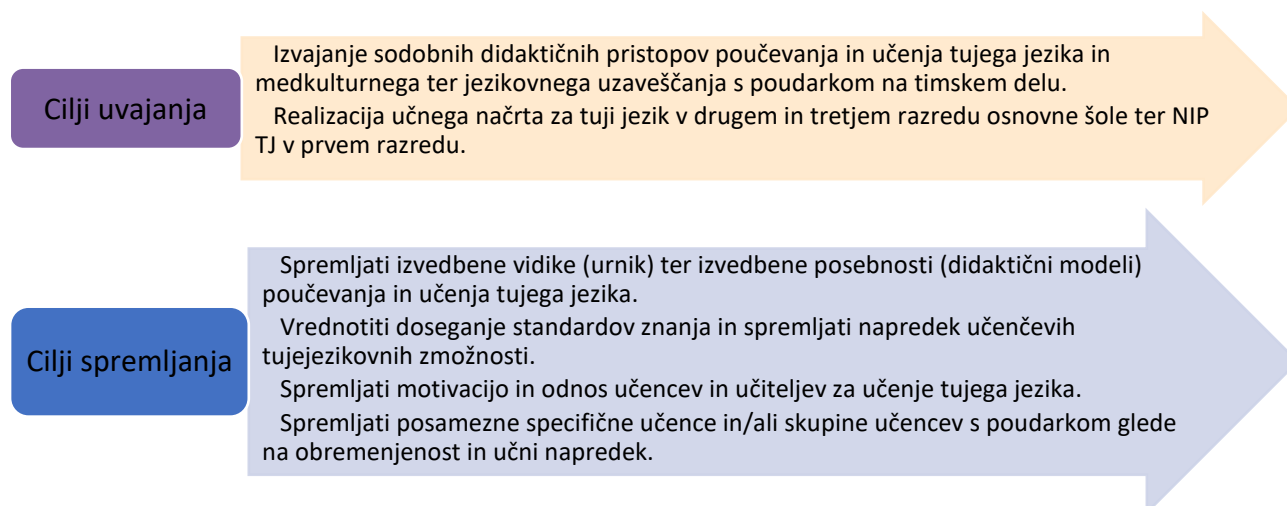 Cilji uvajanja
Izvajanje sodobnih didaktičnih pristopov poučevanja in učenja tujega jezika in
medkulturnega ter jezikovnega uzaveščanja s poudarkom na timskem delu.
Realizacija učnega načrta za tuji jezik v drugem in tretjem razredu osnovne šole ter NIP
TJ v prvem razredu.
Cilji spremljanja
Spremljati izvedbene vidike (urnik) ter izvedbene posebnosti (didaktični modeli)
poučevanja in učenja tujega jezika.
Vrednotiti doseganje standardov znanja in spremljati napredek učenčevih
tujejezikovnih zmožnosti.
Spremljati motivacijo in odnos učencev in učiteljev za učenje tujega jezika.
Spremljati posamezne specifične učence in/ali skupine učencev s poudarkom glede
na obremenjenost in učni napredek.